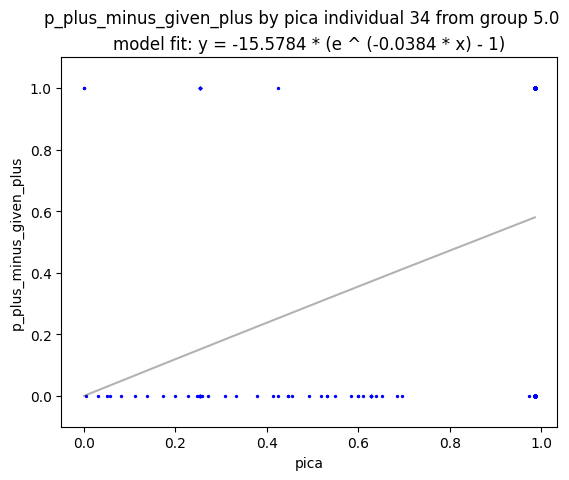 p_plus_minus_given_plus by pica individual 34 from group 5.0
model fit: y = -15.5784 * (e ^ (-0.0384 * x) - 1)
1.0
0.8
0.6
0.4
0.2
0.0
p_plus_minus_given_plus
0.0 0.2 0.4 0.6 0.8 1.0
pica